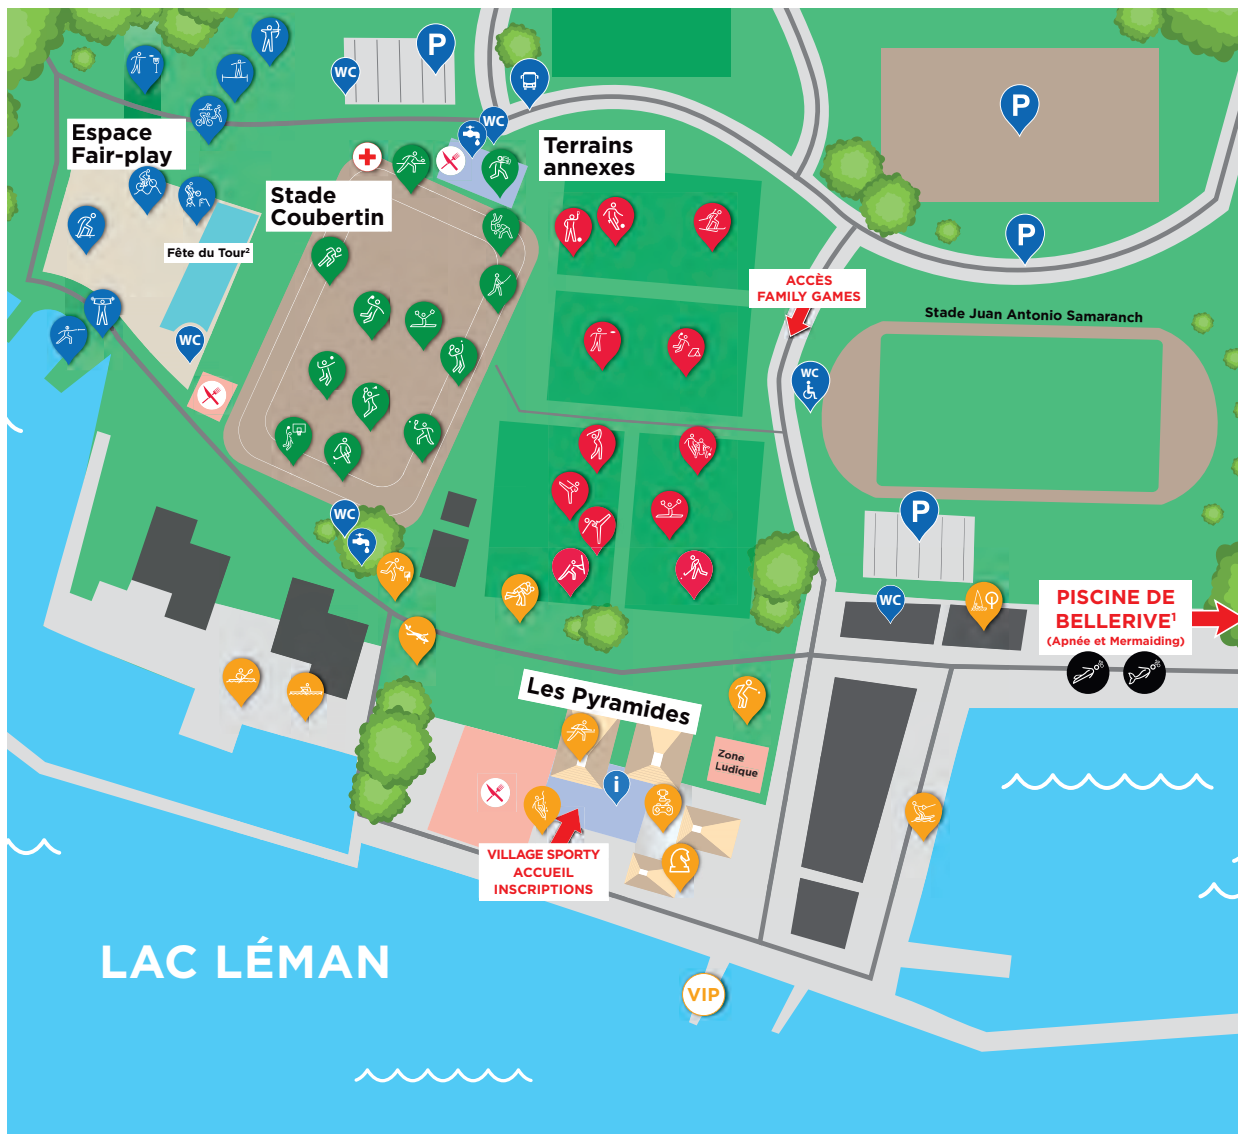 P
WC
WC
P
Espace
Fair-play
Terrains
annexes
Stade
Coubertin
P
Fête du Tour²
ACCÈS
FAMILY GAMES
Stade Juan Antonio Samaranch
WC
WC
WC
P
WC
PISCINE DE
BELLERIVE¹
(Apnée et Mermaiding)
Les Pyramides
Zone
Ludique
i
VILLAGE SPORTY
ACCUEIL
INSCRIPTIONS
LAC LÉMAN
VIP